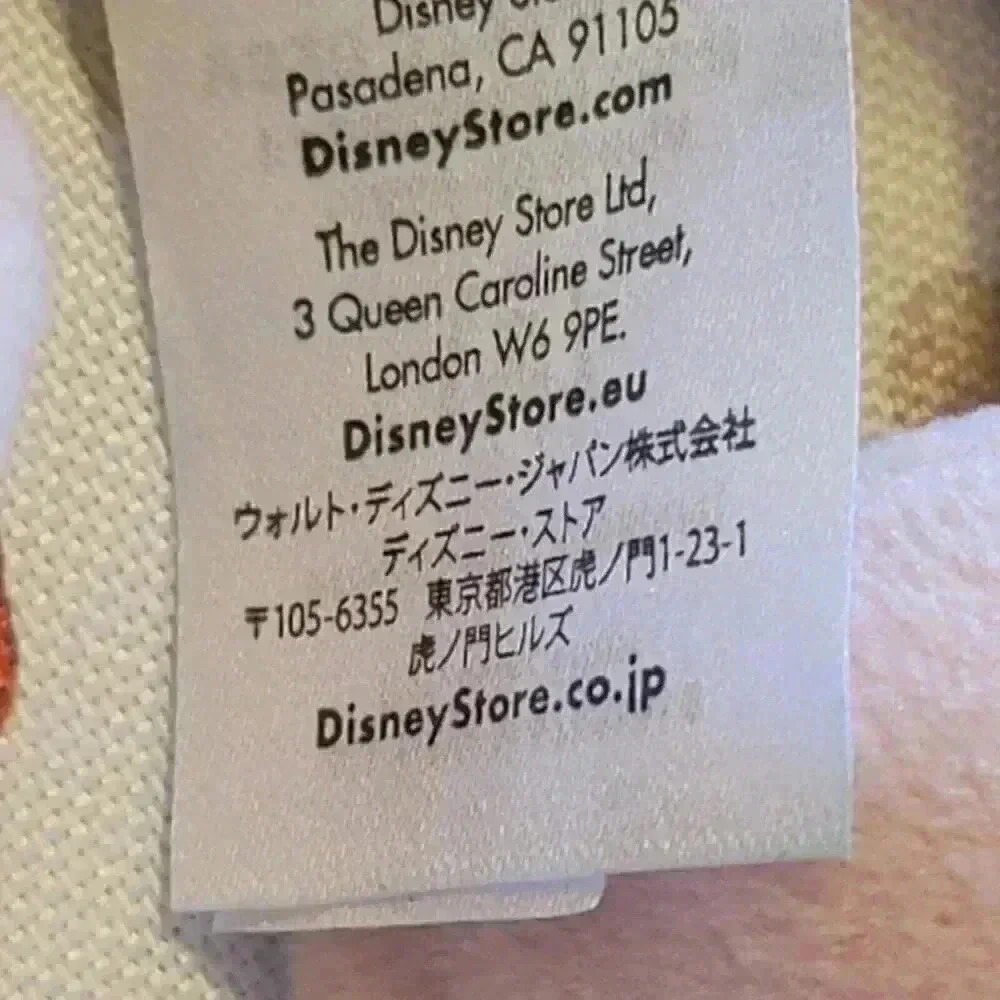 Disney
Pasadena, CA 91105
DisneyStore.com
The Disney Store Ltd,
3 Queen Caroline Street,
London W6 9PE.
DisneyStore.eu
ウォルト・ディズニー・ジャパン株式会社
ディズニー・ストア
〒105-6355 東京都港区虎ノ門1-23-1
虎ノ門ヒルズ
DisneyStore.co.jp